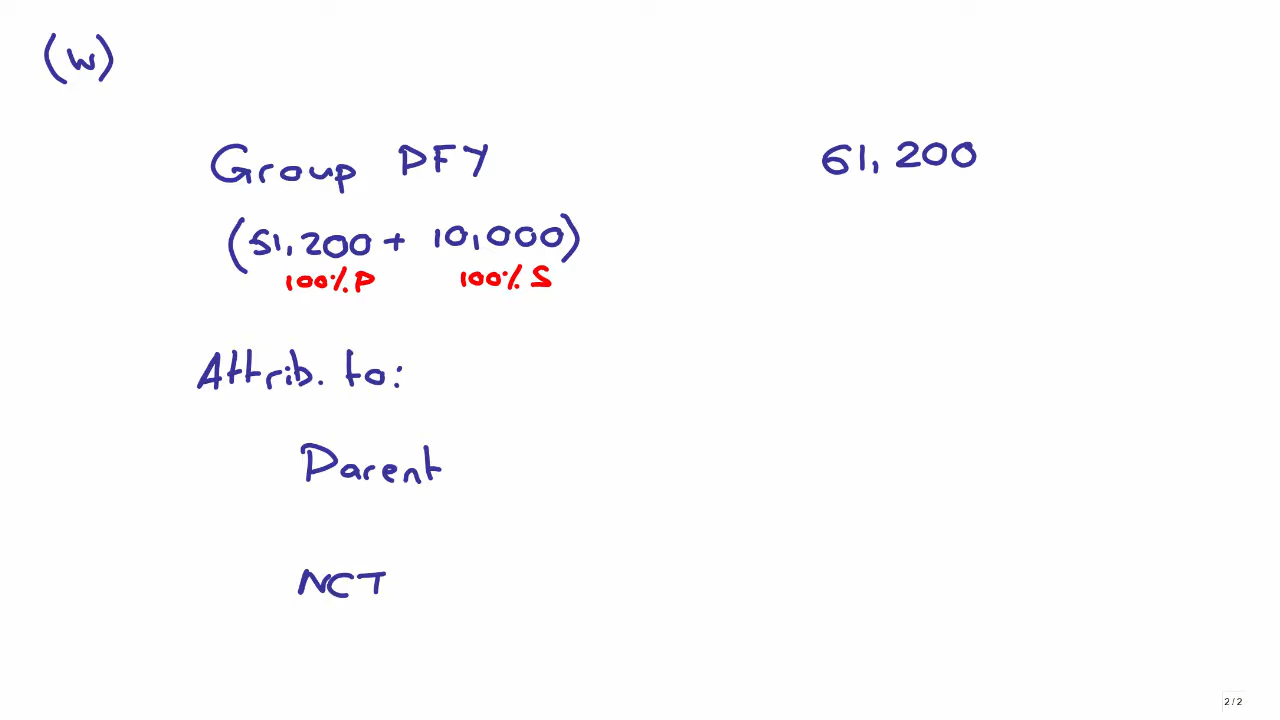 (W)
Group PFY 61,200
(51,200 + 10,000)
100% P 100% S
Attrib. to:
Parent
NCI
2 / 2